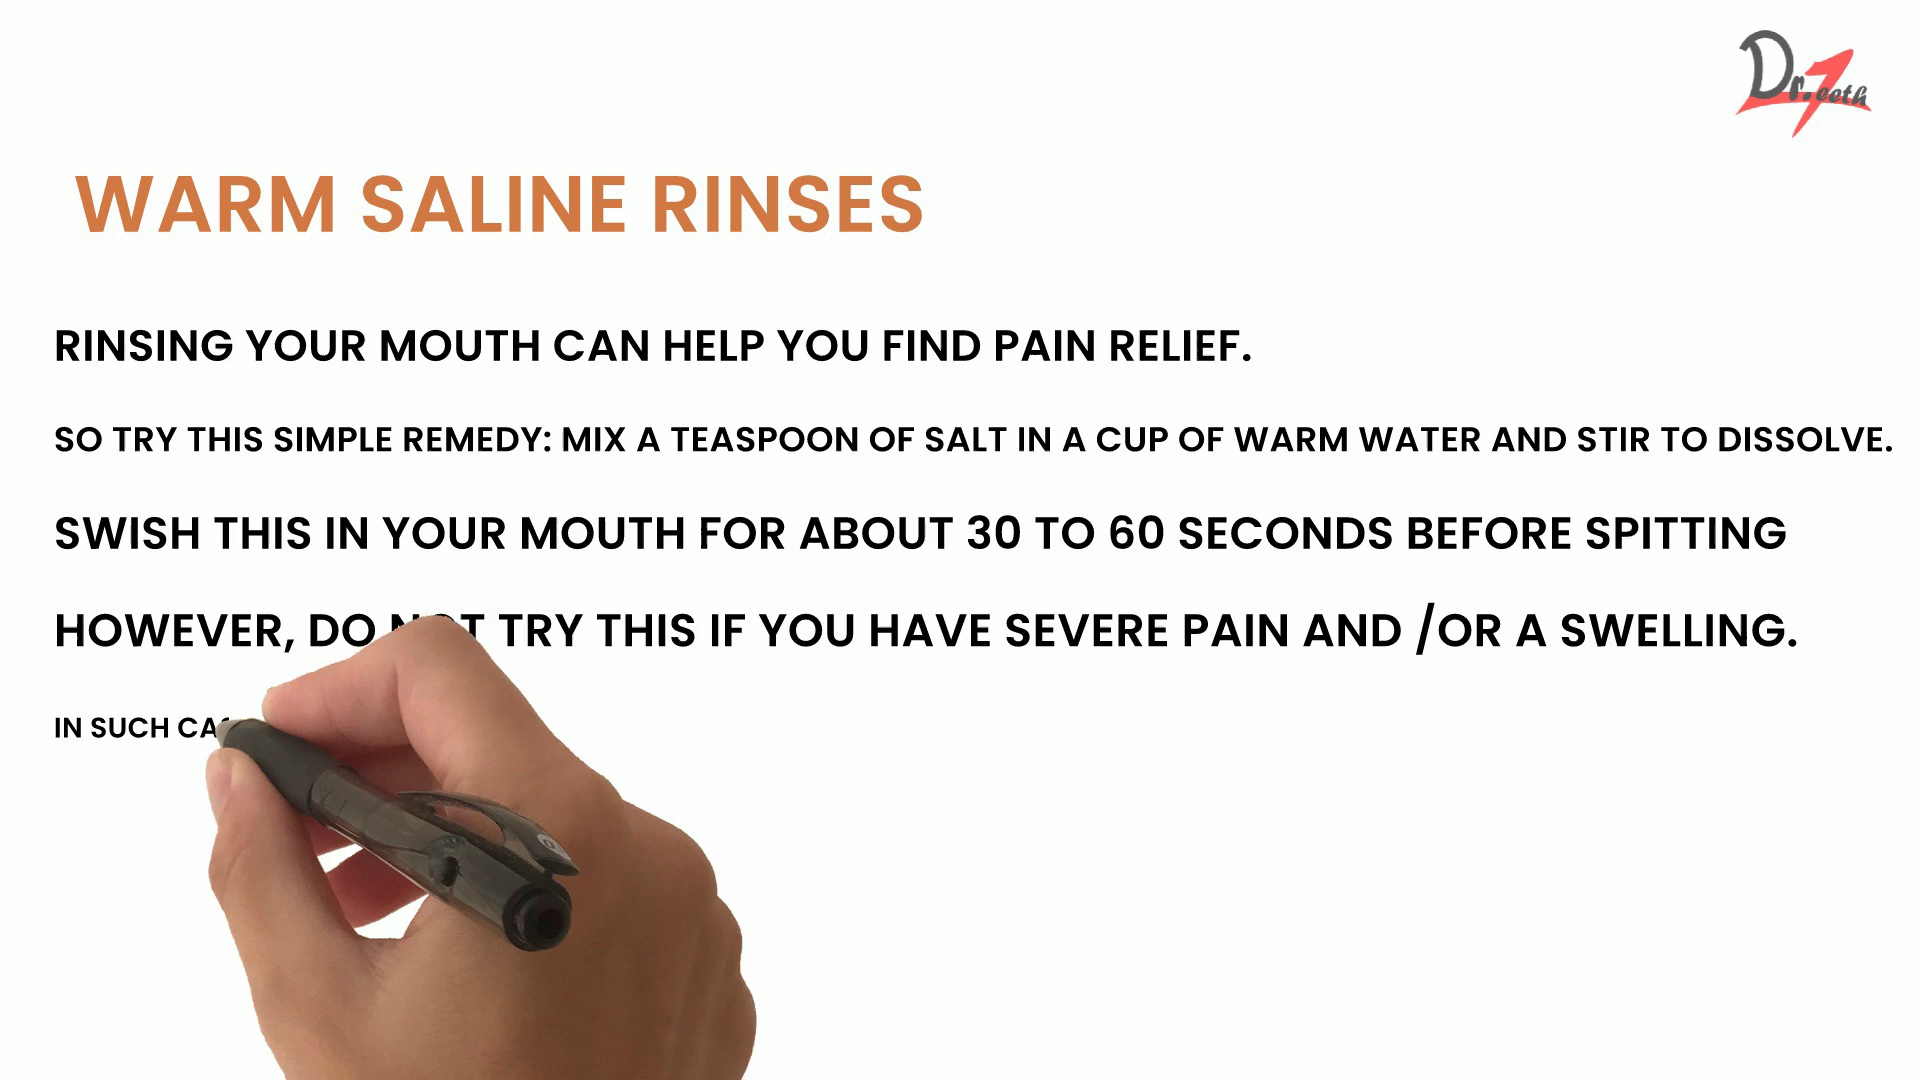 Dr.Teeth
WARM SALINE RINSES
RINSING YOUR MOUTH CAN HELP YOU FIND PAIN RELIEF.
SO TRY THIS SIMPLE REMEDY: MIX A TEASPOON OF SALT IN A CUP OF WARM WATER AND STIR TO DISSOLVE.
SWISH THIS IN YOUR MOUTH FOR ABOUT 30 TO 60 SECONDS BEFORE SPITTING
HOWEVER, DO NOT TRY THIS IF YOU HAVE SEVERE PAIN AND /OR A SWELLING.
IN SUCH